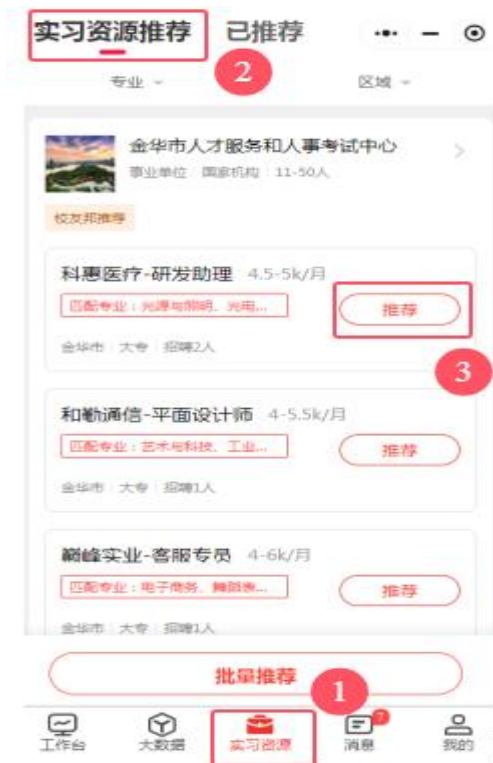 实习资源推荐 已推荐
2
专业 区域
金华市人才服务和人事考试中心
事业单位 国家机构 11-50人
校友邦推荐
科惠医疗-研发助理 4.5-5k/月
匹配专业：光源与照明、光电...
推荐
金华市 大专 招聘2人
3
和勤通信-平面设计师 4-5.5k/月
匹配专业：艺术与科技、工业...
推荐
金华市 大专 招聘1人
巅峰实业-客服专员 4-6k/月
匹配专业：电子商务、舞蹈表...
推荐
金华市 大专 招聘1人
批量推荐
1
7
工作台 大数据 实习资源 消息 我的